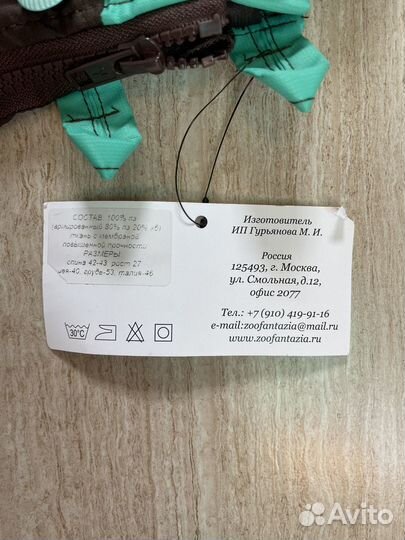 СОСТАВ 100% пэ
(армированный 80% пэ 20% хб)
ткань с мембраной
повышенной прочности
РАЗМЕРЫ
спина 42-43 рост 27
шея-40, грудь-53, талия-46
30°C
Изготовитель
ИП Гурьянова М. И.
Россия
125493, г. Москва,
ул. Смольная,д.12,
офис 2077
Тел.: +7 (910) 419-91-16
e-mail:zoofantazia@mail.ru
www.zoofantazia.ru
Avito